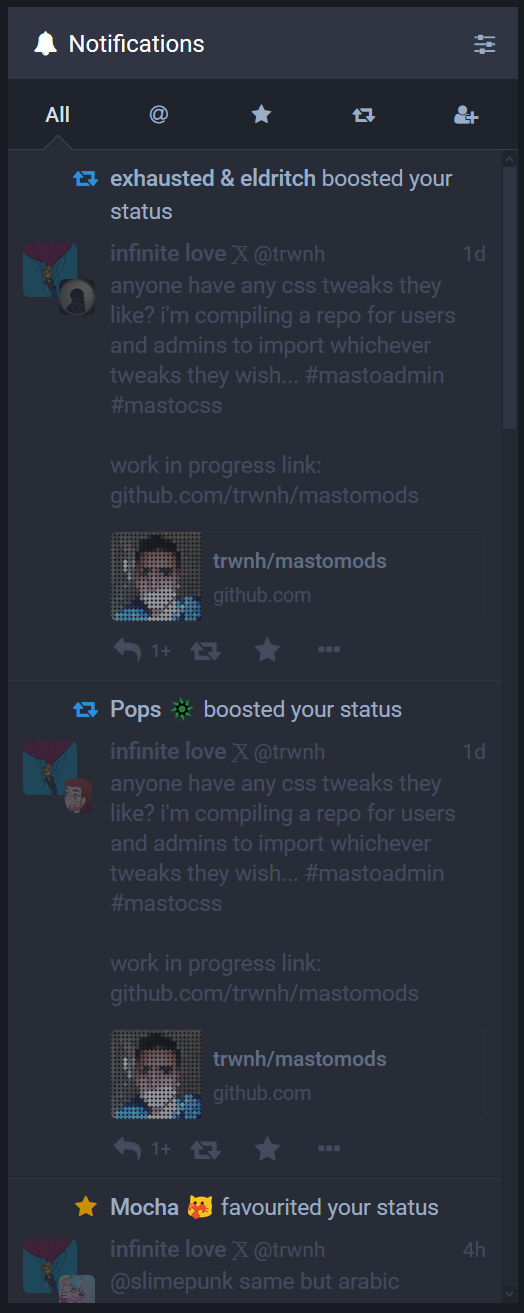 Notifications
All @
exhausted & eldritch boosted your
status
infinite love 𝕏 @trwnh 1d
anyone have any css tweaks they
like? i'm compiling a repo for users
and admins to import whichever
tweaks they wish... #mastoadmin
#mastocss
work in progress link:
github.com/trwnh/mastomods
trwnh/mastomods
github.com
1+
Pops boosted your status
infinite love 𝕏 @trwnh 1d
anyone have any css tweaks they
like? i'm compiling a repo for users
and admins to import whichever
tweaks they wish... #mastoadmin
#mastocss
work in progress link:
github.com/trwnh/mastomods
trwnh/mastomods
github.com
1+
Mocha favourited your status
infinite love 𝕏 @trwnh 4h
@slimepunk same but arabic